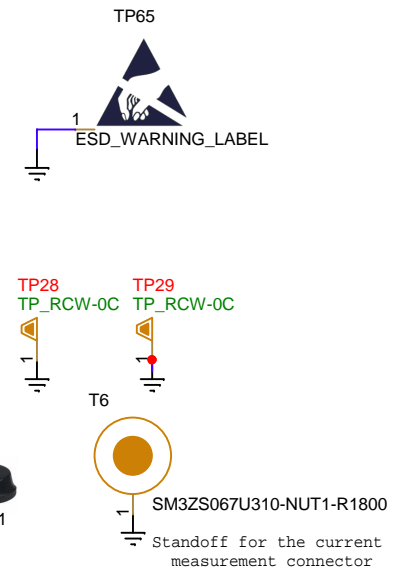 TP65
1
ESD_WARNING_LABEL
TP28 TP29
TP_RCW-0C TP_RCW-0C
1 1
T6
1
SM3ZS067U310-NUT1-R1800
1
Standoff for the current
measurement connector